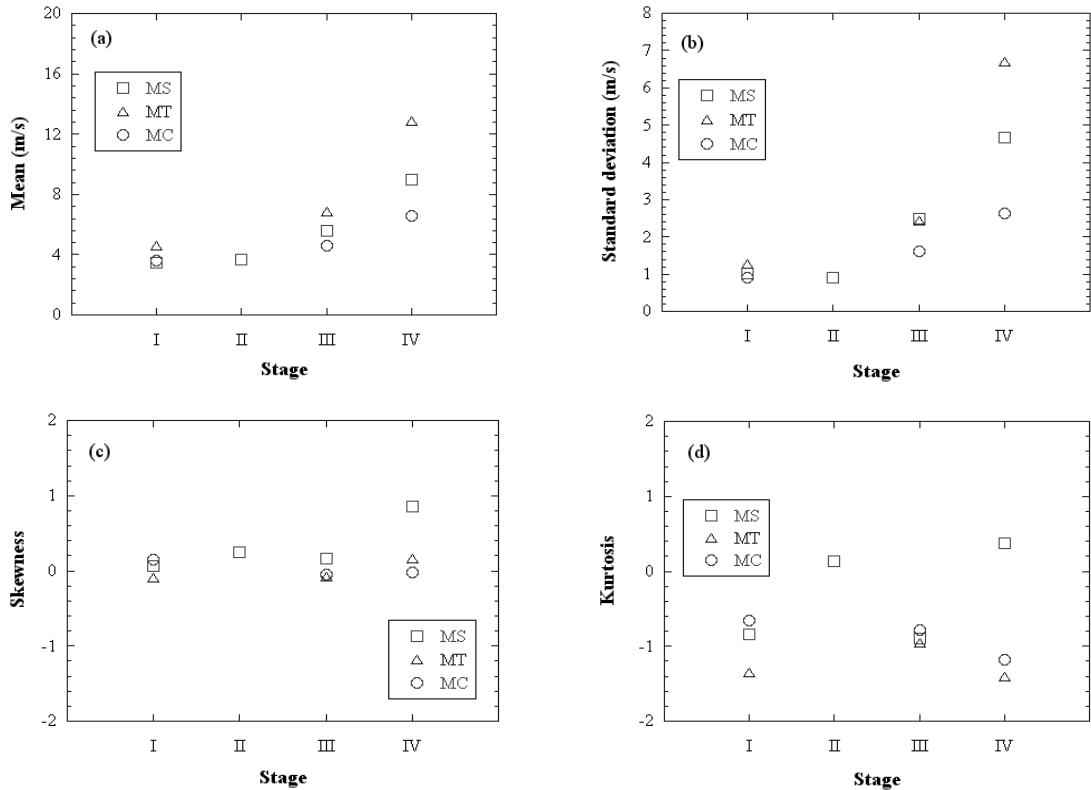 20
16
12
8
4
0
Mean (m/s)
(a)
MS
MT
MC
I II III IV
Stage
8
7
6
5
4
3
2
1
0
Standard deviation (m/s)
(b)
MS
MT
MC
I II III IV
Stage
2
1
0
-1
-2
Skewness
(c)
MS
MT
MC
I II III IV
Stage
2
1
0
-1
-2
Kurtosis
(d)
MS
MT
MC
I II III IV
Stage